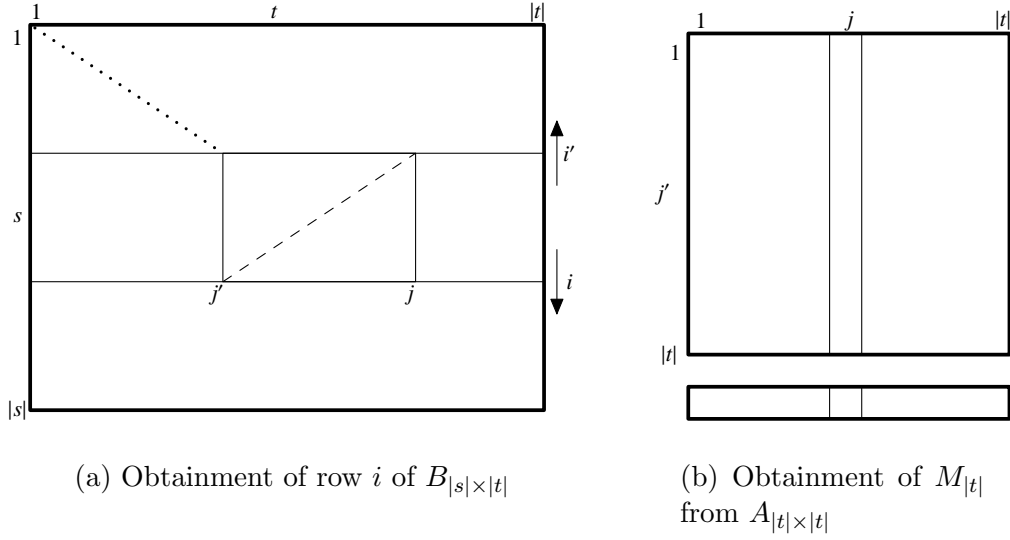 1 t |t|
1
i′
s
i
j′ j
|s|
1 j |t|
1
j′
|t|
(a) Obtainment of row i of B|s|×|t|
(b) Obtainment of M|t|
from A|t|×|t|